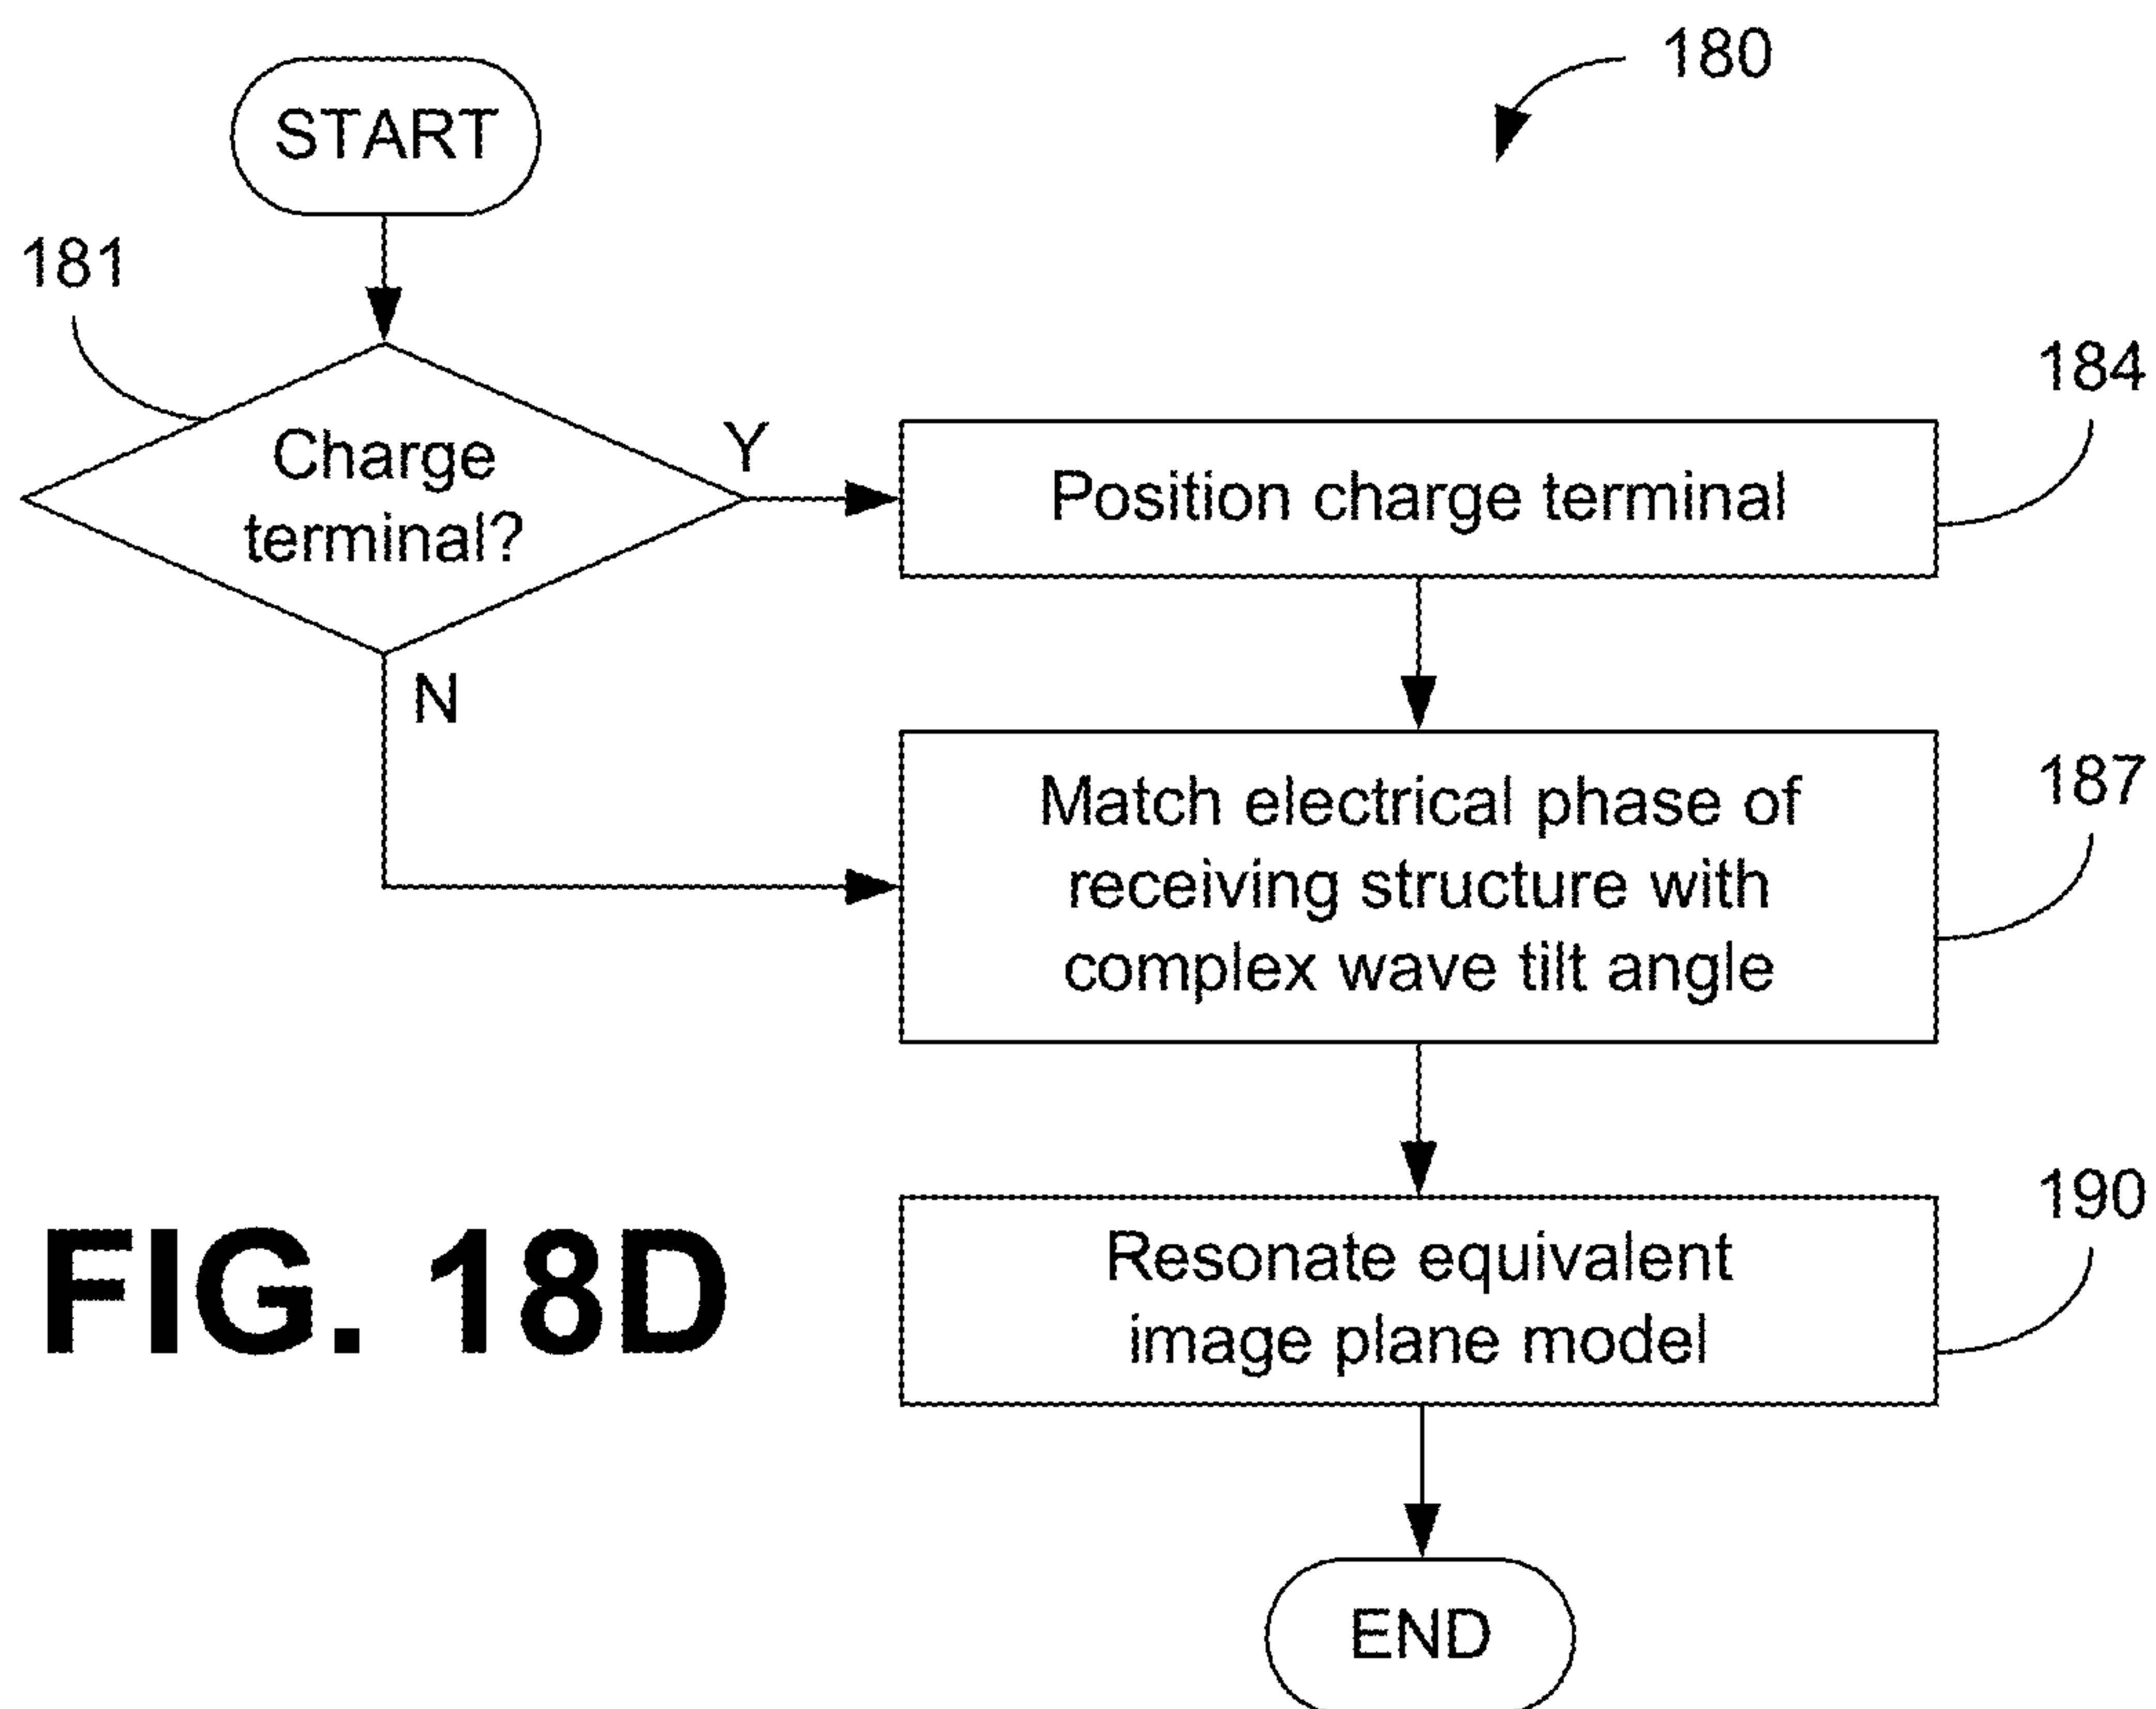 180
START
181
Charge
terminal?
Y
N
184
Position charge terminal
187
Match electrical phase of
receiving structure with
complex wave tilt angle
190
Resonate equivalent
image plane model
END
FIG. 18D